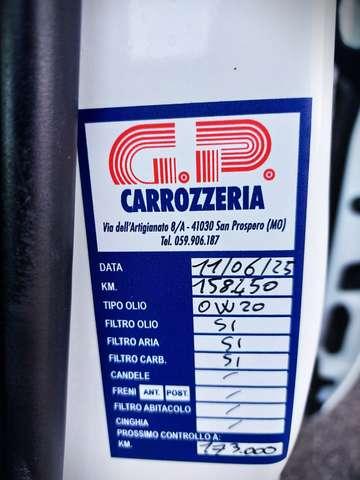 G.P.
CARROZZERIA
Via dell'Artigianato 8/A - 41030 San Prospero (MO)
Tel. 059.906.187
DATA 11/06/25
KM. 158450
TIPO OLIO 0W20
FILTRO OLIO SI
FILTRO ARIA SI
FILTRO CARB. SI
CANDELE /
FRENI ANT. POST. /
FILTRO ABITACOLO /
CINGHIA /
PROSSIMO CONTROLLO A:
KM. 173.000